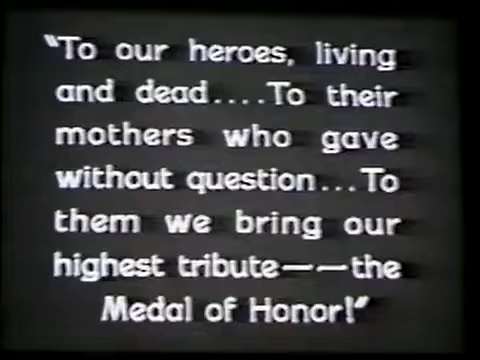 "To our heroes, living
and dead....To their
mothers who gave
without question...To
them we bring our
highest tribute——the
Medal of Honor!"